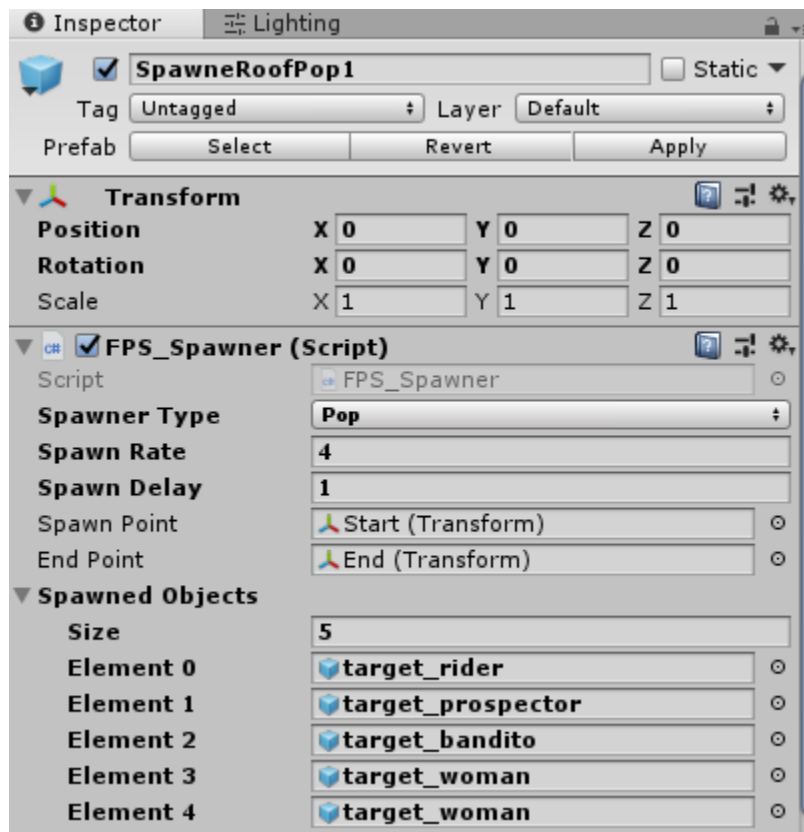 Inspector Lighting
SpawneRoofPop1 Static
Tag Untagged Layer Default
Prefab Select Revert Apply
Transform
Position X 0 Y 0 Z 0
Rotation X 0 Y 0 Z 0
Scale X 1 Y 1 Z 1
c# FPS_Spawner (Script)
Script FPS_Spawner
Spawner Type Pop
Spawn Rate 4
Spawn Delay 1
Spawn Point Start (Transform)
End Point End (Transform)
Spawned Objects
Size 5
Element 0 target_rider
Element 1 target_prospector
Element 2 target_bandito
Element 3 target_woman
Element 4 target_woman